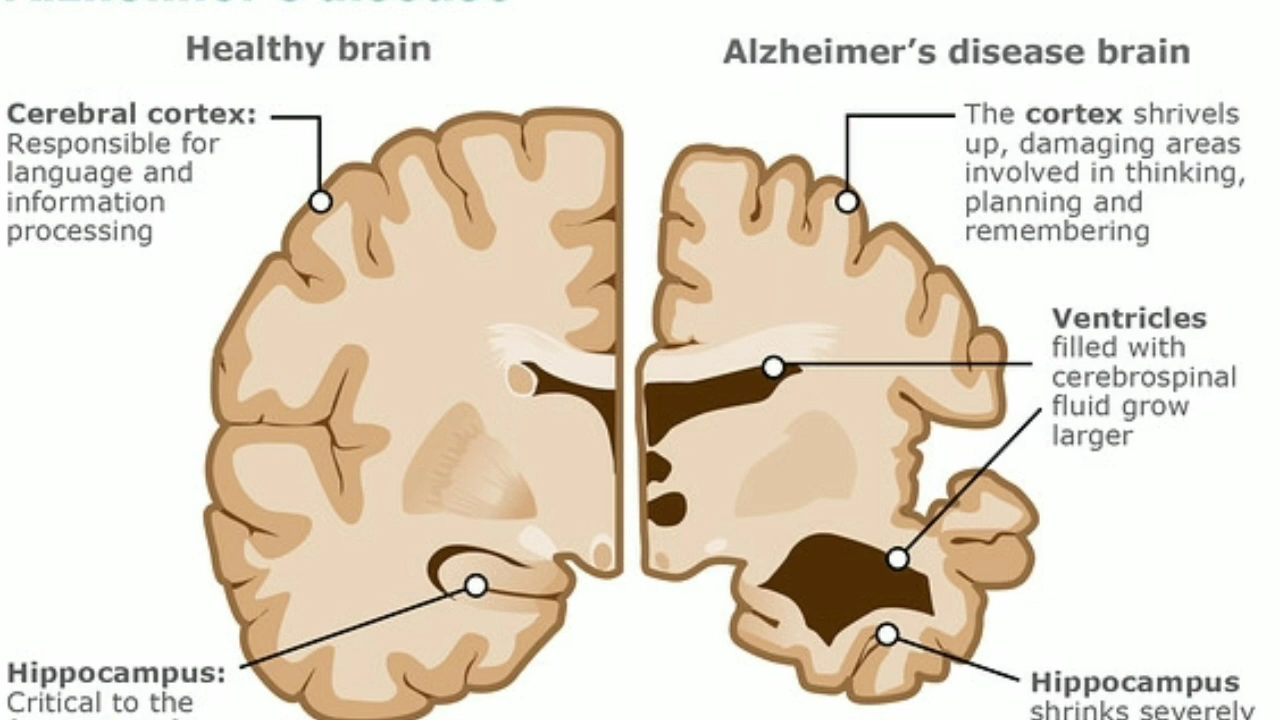 Healthy brain
Alzheimer’s disease brain
Cerebral cortex:
Responsible for
language and
information
processing
The cortex shrivels
up, damaging areas
involved in thinking,
planning and
remembering
Ventricles
filled with
cerebrospinal
fluid grow
larger
Hippocampus:
Critical to the
Hippocampus
shrinks severely